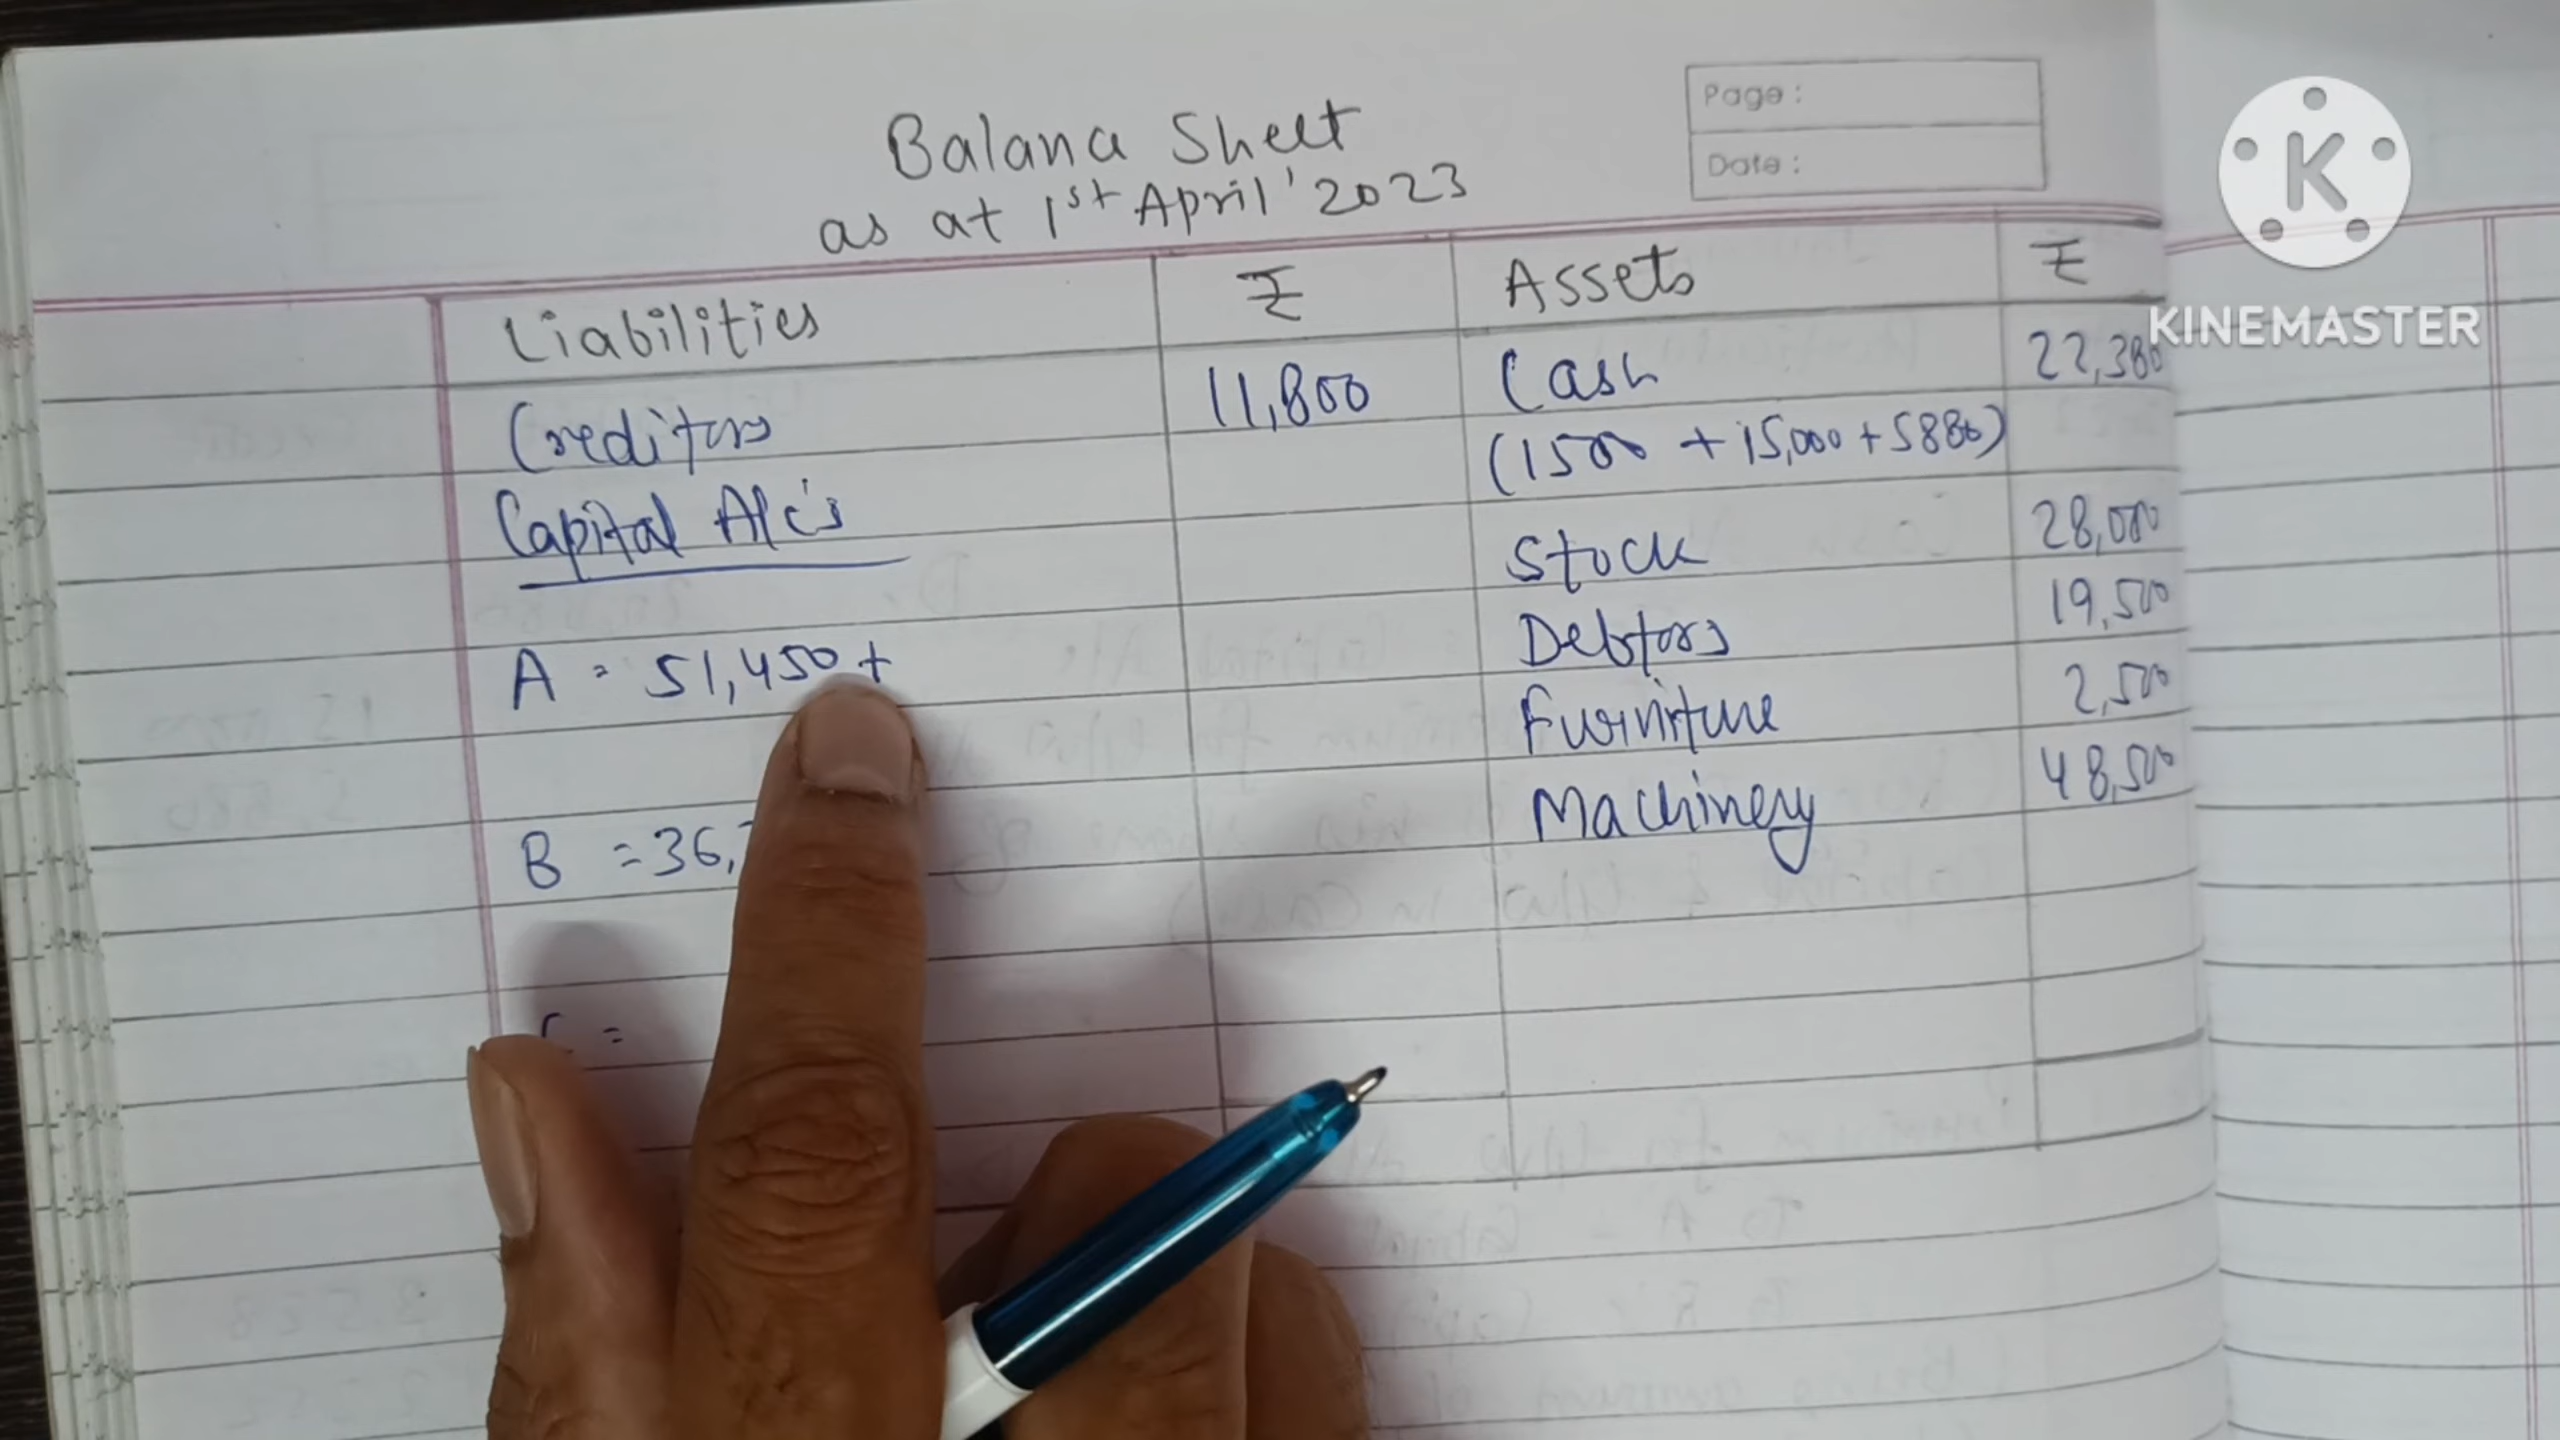 Balance Sheet
as at 1st April' 2023
Page :
Date :
KINEMASTER
Liabilities ₹ Assets ₹
Creditors 11,800 Cash 22,380
(1500 + 15,000 + 5880)
Capital A/c's
Stock 28,000
A = 51,450 + Debtors 19,500
Furniture 2,500
B = 36, Machinery 48,500
C =